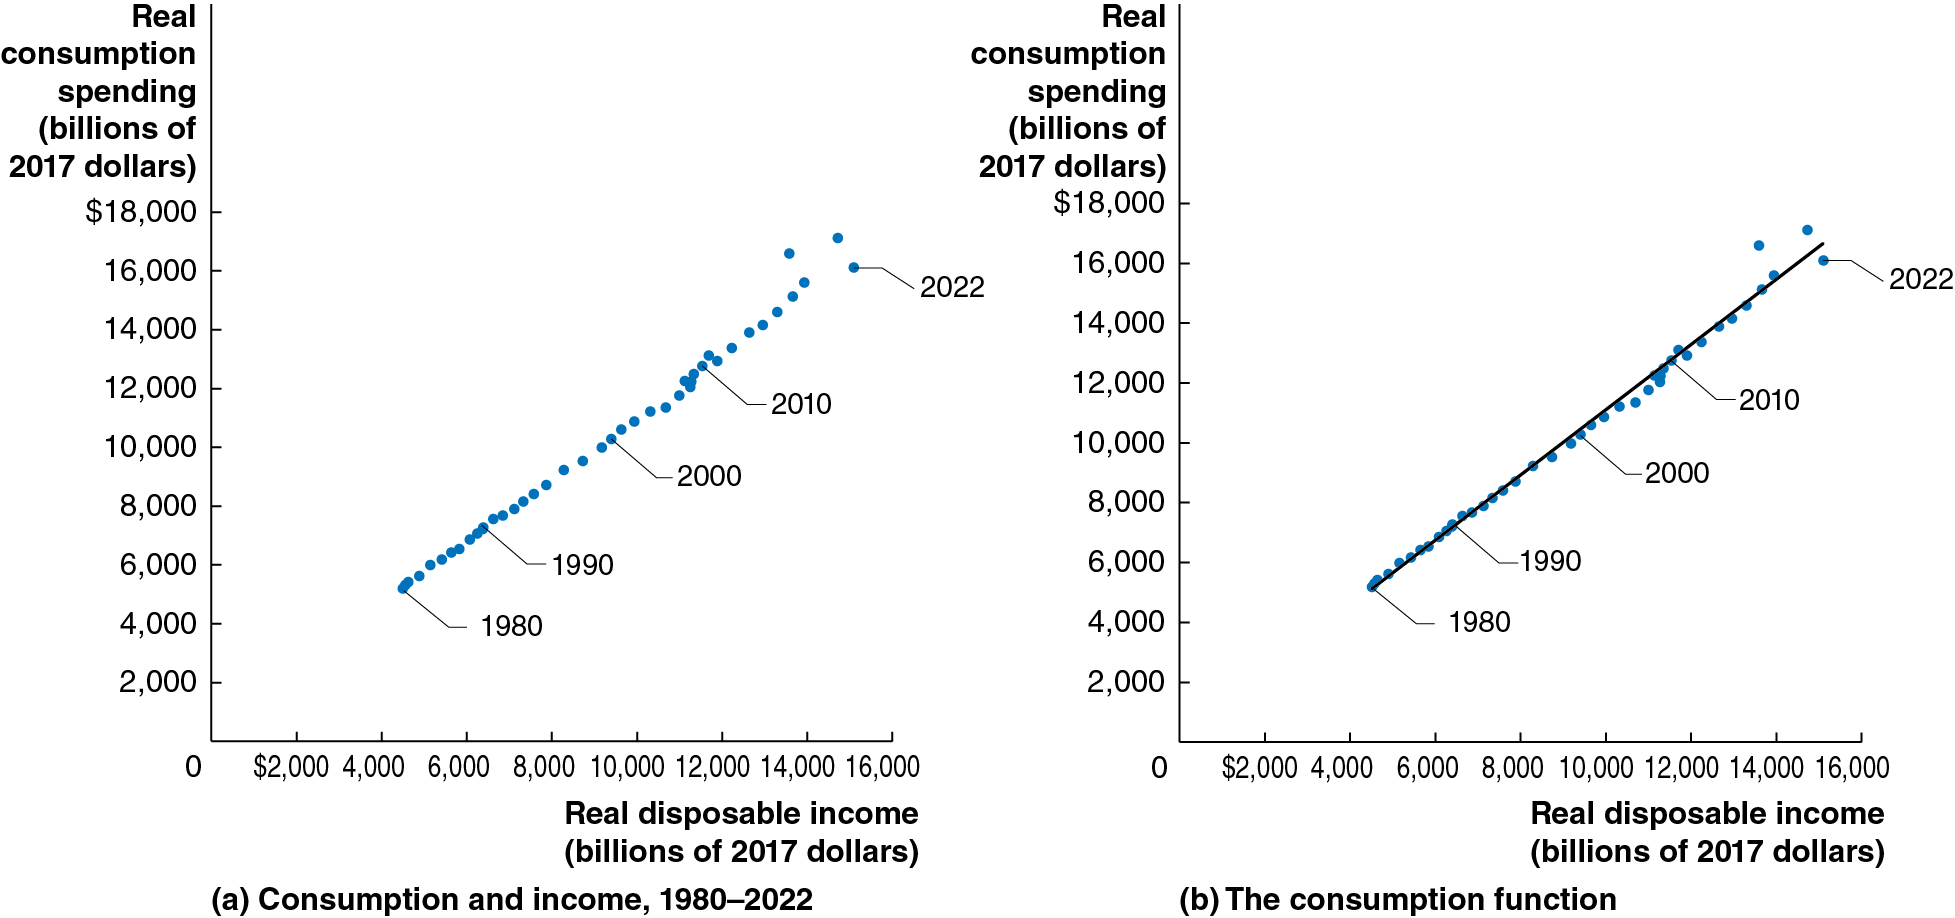 Real
consumption
spending
(billions of
2017 dollars)
$18,000
16,000
14,000
12,000
10,000
8,000
6,000
4,000
2,000
0
$2,000 4,000 6,000 8,000 10,000 12,000 14,000 16,000
2022
2010
2000
1990
1980
Real disposable income
(billions of 2017 dollars)
(a) Consumption and income, 1980–2022
Real
consumption
spending
(billions of
2017 dollars)
$18,000
16,000
14,000
12,000
10,000
8,000
6,000
4,000
2,000
0
$2,000 4,000 6,000 8,000 10,000 12,000 14,000 16,000
2022
2010
2000
1990
1980
Real disposable income
(billions of 2017 dollars)
(b) The consumption function